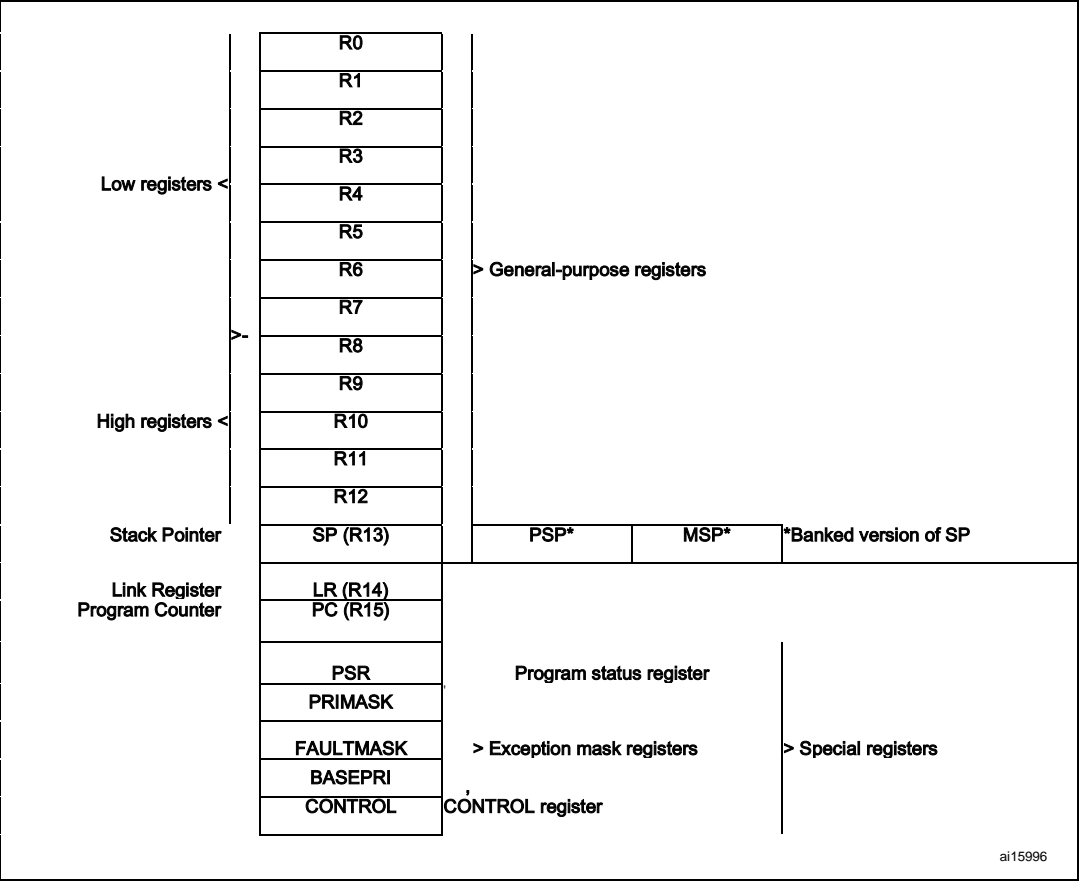 R0
R1
R2
R3
Low registers <
R4
R5
R6
> General-purpose registers
R7
>-
R8
R9
High registers <
R10
R11
R12
Stack Pointer SP (R13) PSP* MSP* *Banked version of SP
Link Register LR (R14)
Program Counter PC (R15)
PSR Program status register
PRIMASK
FAULTMASK > Exception mask registers > Special registers
BASEPRI
CONTROL CONTROL register
ai15996